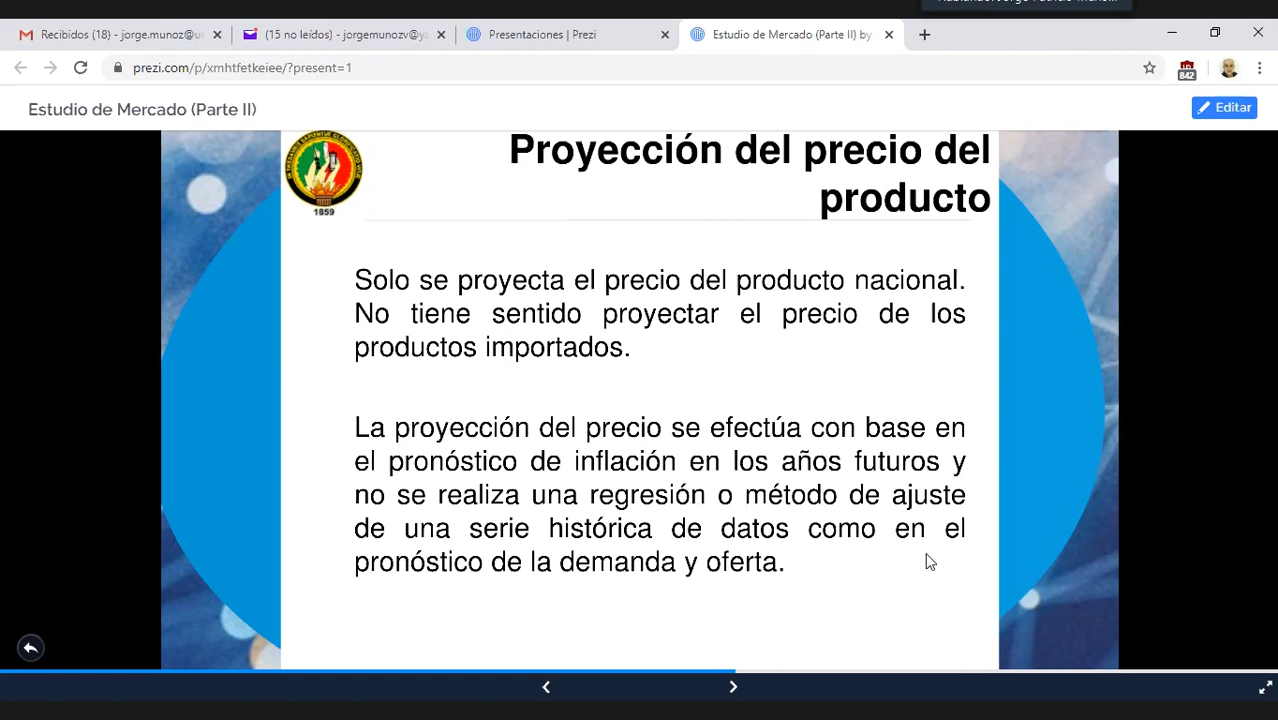 Recibidos (18) - jorge.munoz@u
(15 no leídos) - jorgemunozv@y
Presentaciones | Prezi
Estudio de Mercado (Parte II) by
prezi.com/p/xmhtfetkeiee/?present=1
842
Estudio de Mercado (Parte II)
Editar
Proyección del precio del
producto
1859
Solo se proyecta el precio del producto nacional.
No tiene sentido proyectar el precio de los
productos importados.
La proyección del precio se efectúa con base en
el pronóstico de inflación en los años futuros y
no se realiza una regresión o método de ajuste
de una serie histórica de datos como en el
pronóstico de la demanda y oferta.